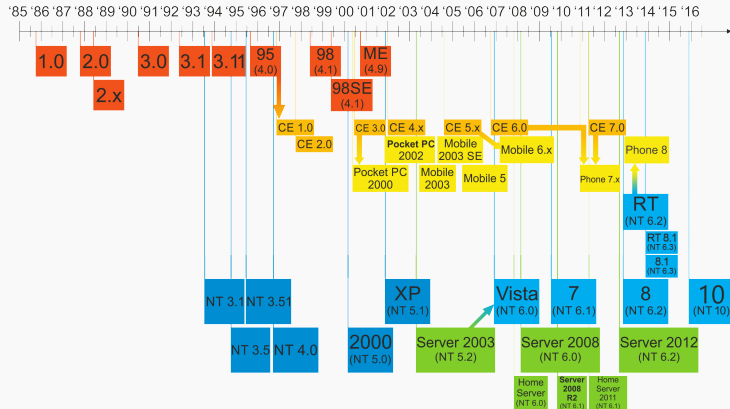 '85 '86 '87 '88 '89 '90 '91 '92 '93 '94 '95 '96 '97 '98 '99 '00 '01 '02 '03 '04 '05 '06 '07 '08 '09 '10 '11 '12 '13 '14 '15 '16
1.0 2.0 3.0 3.1 3.11 95 98 ME
(4.0) (4.1) (4.9)
2.x 98SE
(4.1)
CE 1.0 CE 3.0 CE 4.x CE 5.x CE 6.0 CE 7.0
CE 2.0 Pocket PC Mobile Mobile 6.x Phone 8
2002 2003 SE
Pocket PC Mobile Mobile 5 Phone 7.x
2000 2003
RT
(NT 6.2)
RT 8.1
(NT 6.3)
8.1
(NT 6.3)
NT 3.1 NT 3.51 XP Vista 7 8 10
(NT 5.1) (NT 6.0) (NT 6.1) (NT 6.2) (NT 10)
NT 3.5 NT 4.0 2000 Server 2003 Server 2008 Server 2012
(NT 5.0) (NT 5.2) (NT 6.0) (NT 6.2)
Home Server Home
Server 2008 Server
R2 2011
(NT 6.0) (NT 6.1) (NT 6.1)